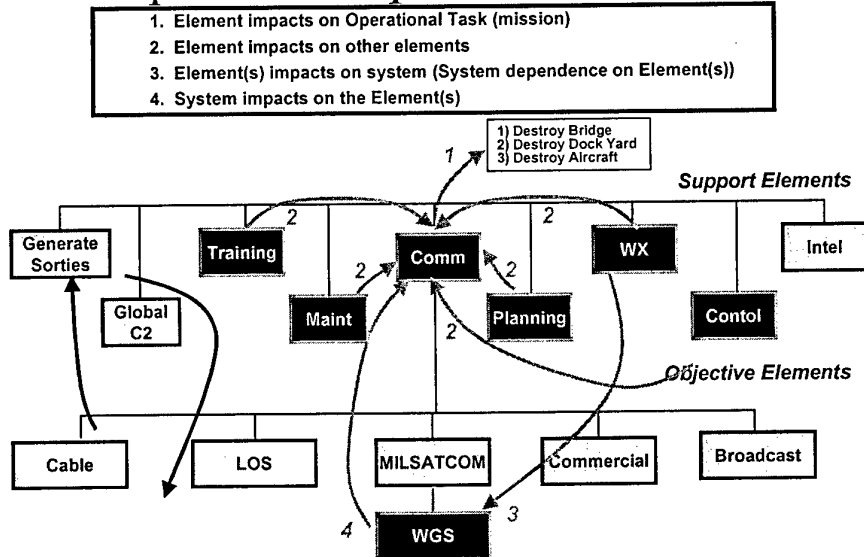 1. Element impacts on Operational Task (mission)
2. Element impacts on other elements
3. Element(s) impacts on system (System dependence on Element(s))
4. System impacts on the Element(s)
1) Destroy Bridge
2) Destroy Dock Yard
3) Destroy Aircraft
1
Support Elements
2
2
Generate
Sorties
Training
Comm
WX
Intel
2
2
Global
C2
Maint
Planning
Contol
2
Objective Elements
Cable
LOS
MILSATCOM
Commercial
Broadcast
4
WGS
3